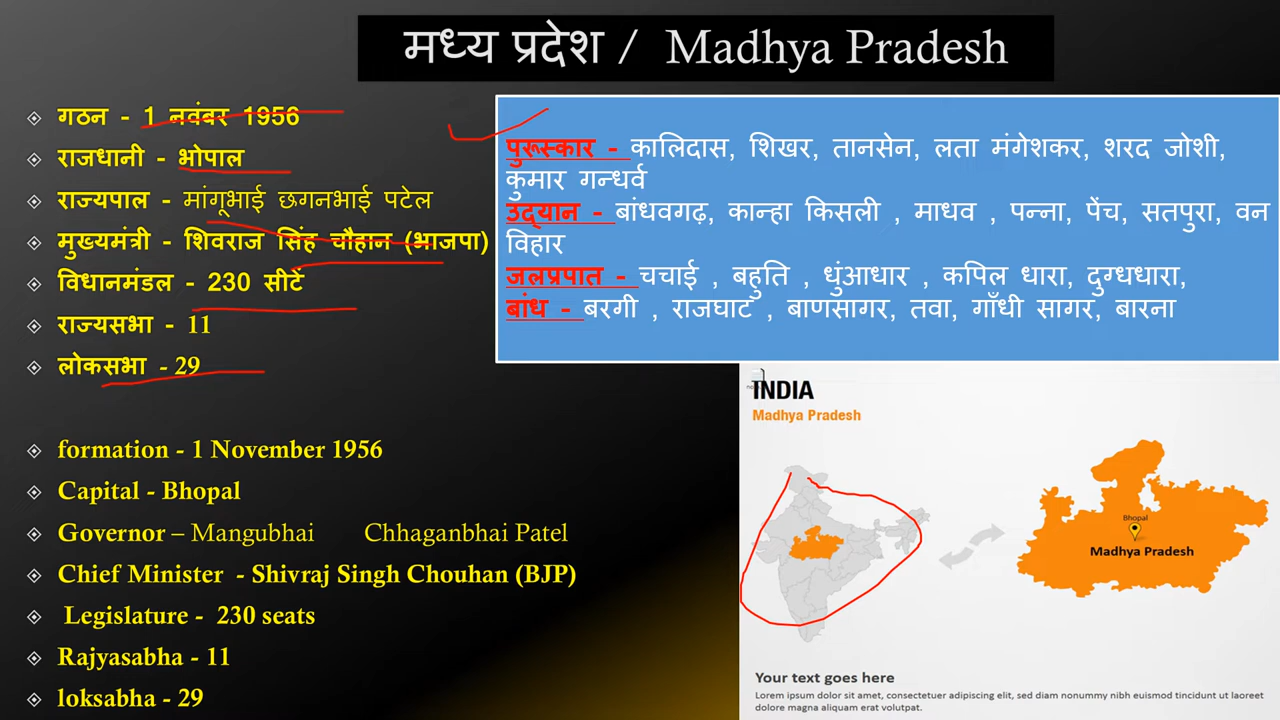 मध्य प्रदेश / Madhya Pradesh
गठन - 1 नवंबर 1956
राजधानी - भोपाल
राज्यपाल - मांगूभाई छगनभाई पटेल
मुख्यमंत्री - शिवराज सिंह चौहान (भाजपा)
विधानमंडल - 230 सीटें
राज्यसभा - 11
लोकसभा - 29
formation - 1 November 1956
Capital - Bhopal
Governor – Mangubhai Chhaganbhai Patel
Chief Minister - Shivraj Singh Chouhan (BJP)
Legislature - 230 seats
Rajyasabha - 11
loksabha - 29
पुरूस्कार - कालिदास, शिखर, तानसेन, लता मंगेशकर, शरद जोशी,
कुमार गन्धर्व
उद्यान - बांधवगढ़, कान्हा किसली , माधव , पन्ना, पेंच, सतपुरा, वन
विहार
जलप्रपात - चचाई , बहुति , धुंआधार , कपिल धारा, दुग्धधारा,
बांध - बरगी , राजघाट , बाणसागर, तवा, गाँधी सागर, बारना
INDIA
Madhya Pradesh
Bhopal
Madhya Pradesh
Your text goes here
Lorem ipsum dolor sit amet, consectetuer adipiscing elit, sed diam nonummy nibh euismod tincidunt ut laoreet
dolore magna aliquam erat volutpat.